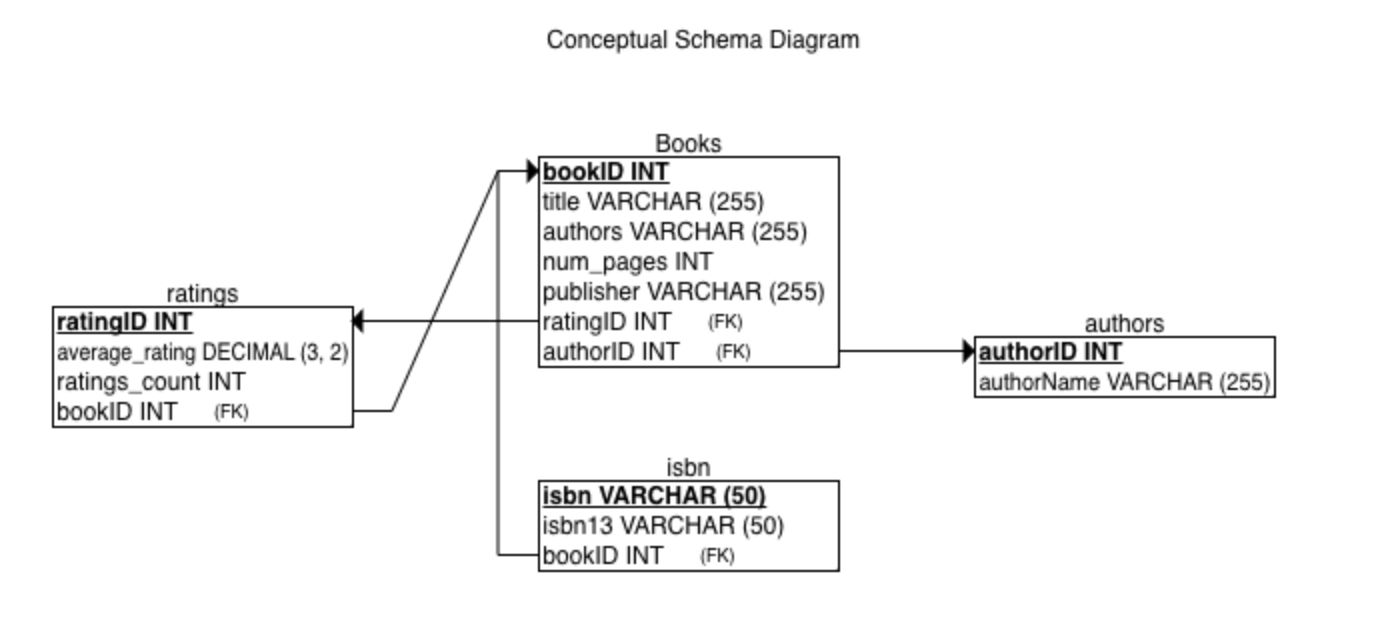 Conceptual Schema Diagram
Books
bookID INT
title VARCHAR (255)
authors VARCHAR (255)
num_pages INT
publisher VARCHAR (255)
ratingID INT (FK)
authorID INT (FK)
ratings
ratingID INT
average_rating DECIMAL (3, 2)
ratings_count INT
bookID INT (FK)
authors
authorID INT
authorName VARCHAR (255)
isbn
isbn VARCHAR (50)
isbn13 VARCHAR (50)
bookID INT (FK)